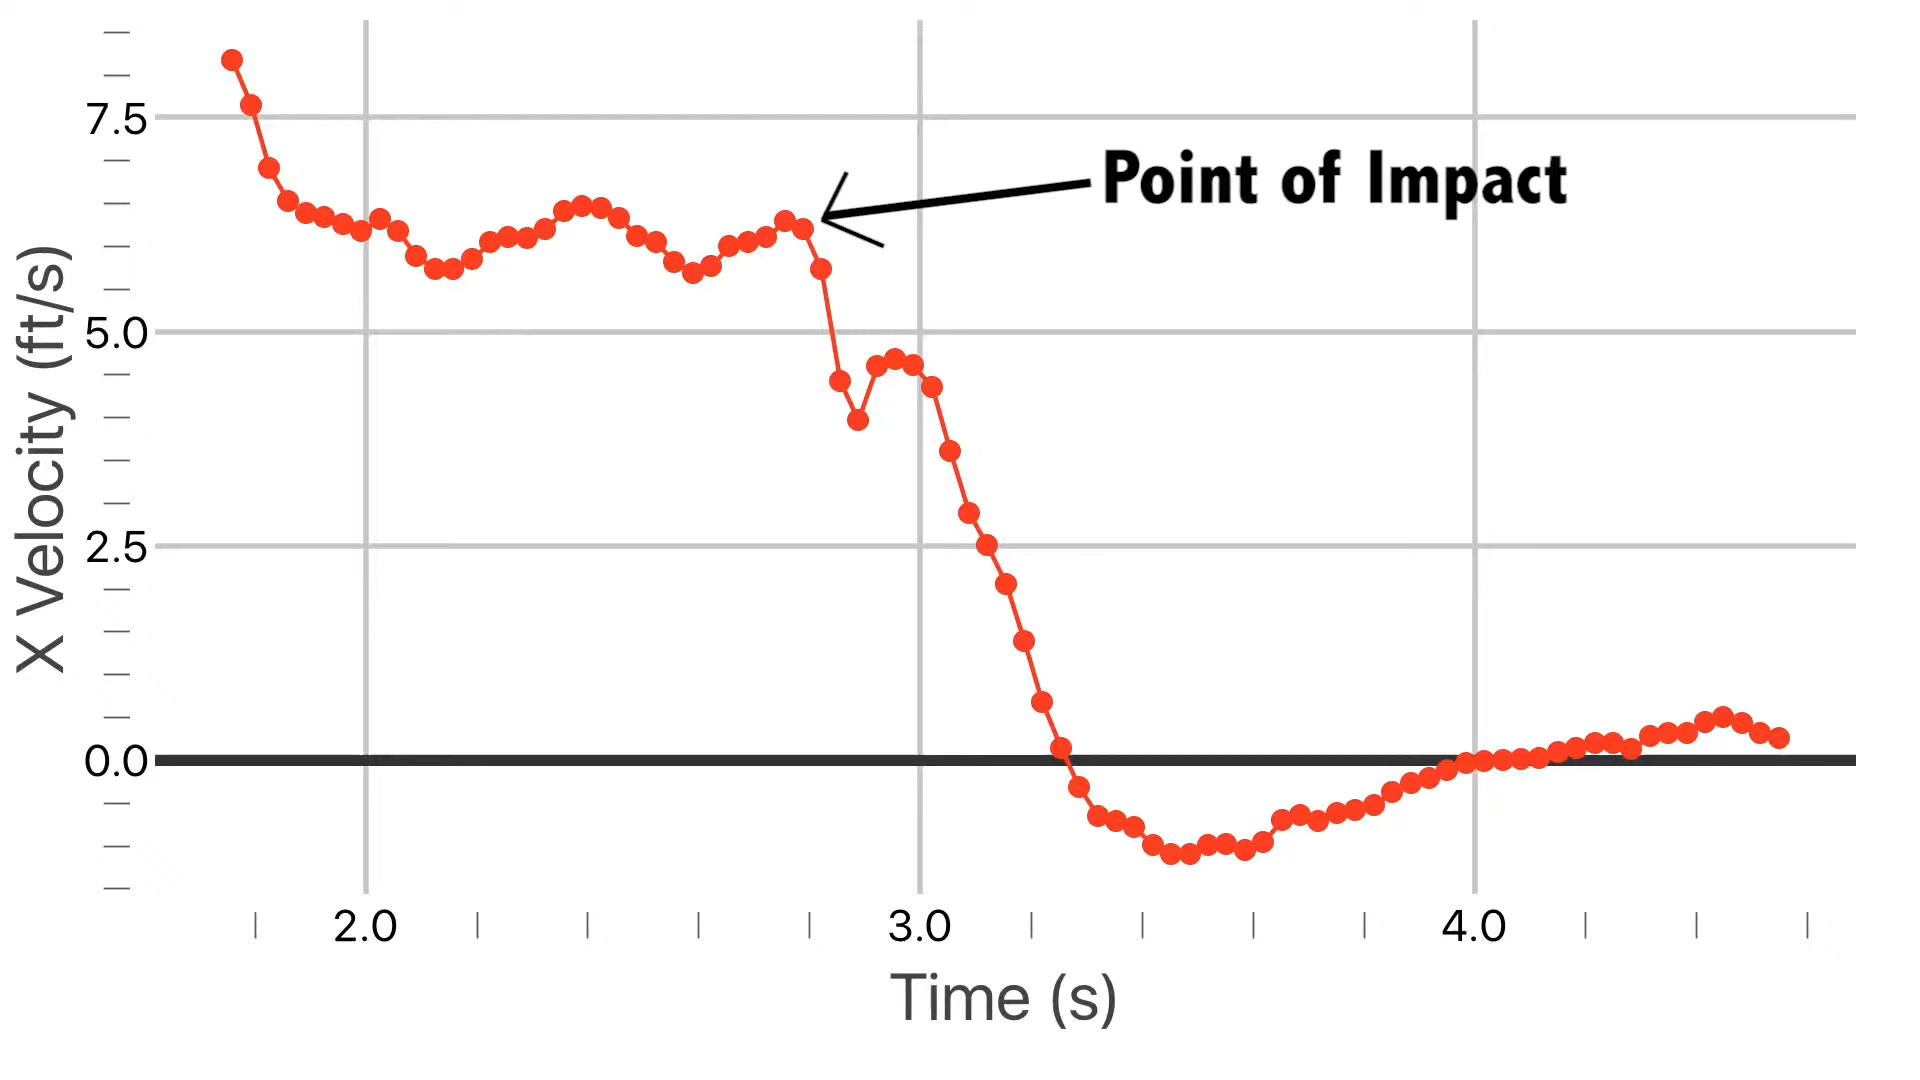 7.5
5.0
2.5
0.0
X Velocity (ft/s)
Point of Impact
2.0 3.0 4.0
Time (s)